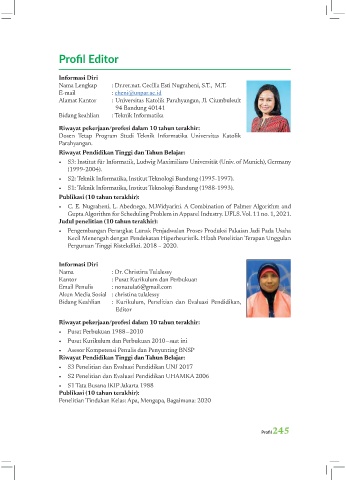 Profil Editor
Informasi Diri
Nama Lengkap : Dr.rer.nat. Cecilia Esti Nugraheni, S.T., M.T.
E-mail : cheni@unpar.ac.id
Alamat Kantor : Universitas Katolik Parahyangan, Jl. Ciumbuleuit
94 Bandung 40141
Bidang keahlian : Teknik Informatika
Riwayat pekerjaan/profesi dalam 10 tahun terakhir:
Dosen Tetap Program Studi Teknik Informatika Universitas Katolik
Parahyangan.
Riwayat Pendidikan Tinggi dan Tahun Belajar:
• S3: Institut für Informatik, Ludwig Maximilians Universität (Univ. of Munich), Germany
(1999-2004).
• S2: Teknik Informatika, Institut Teknologi Bandung (1995-1997).
• S1: Teknik Informatika, Institut Teknologi Bandung (1988-1993).
Publikasi (10 tahun terakhir):
• C. E. Nugraheni, L. Abednego, M.Widyarini. A Combination of Palmer Algorithm and
Gupta Algorithm for Scheduling Problem in Apparel Industry. IJFLS. Vol. 11 no. 1, 2021.
Judul penelitian (10 tahun terakhir):
• Pengembangan Perangkat Lunak Penjadwalan Proses Produksi Pakaian Jadi Pada Usaha
Kecil Menengah dengan Pendekatan Hiperheuristik. Hibah Penelitian Terapan Unggulan
Perguruan Tinggi Ristekdikti. 2018 – 2020.
Informasi Diri
Nama : Dr. Christina Tulalessy
Kantor : Pusat Kurikulum dan Perbukuan
Email Penulis : nonatula6@gmail.com
Akun Media Sosial : christina tulalessy
Bidang Keahlian : Kurikulum, Penelitian dan Evaluasi Pendidikan,
Editor
Riwayat pekerjaan/profesi dalam 10 tahun terakhir:
• Pusat Perbukuan 1988—2010
• Pusat Kurikulum dan Perbukuan 2010—saat ini
• Asesor Kompetensi Penulis dan Penyunting BNSP
Riwayat Pendidikan Tinggi dan Tahun Belajar:
• S3 Penelitian dan Evaluasi Pendidikan UNJ 2017
• S2 Penelitian dan Evaluasi Pendidikan UHAMKA 2006
• S1 Tata Busana IKIP Jakarta 1988
Publikasi (10 tahun terakhir):
Penelitian Tindakan Kelas: Apa, Mengapa, Bagaimana: 2020
Profil 245